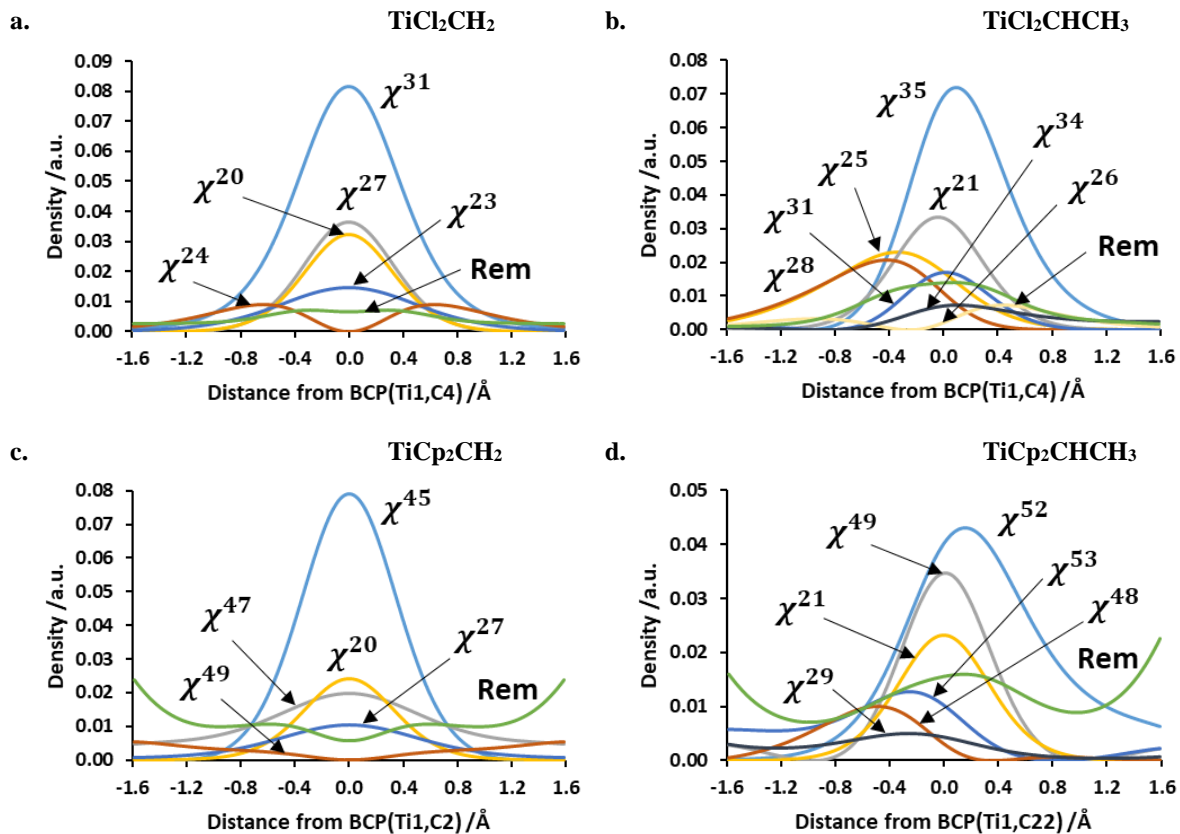 a. TiCl₂CH₂
0.09
0.08
0.07
0.06
0.05
0.04
0.03
0.02
0.01
0.00
Density /a.u.
χ³¹
χ²⁰
χ²⁷
χ²³
χ²⁴
Rem
-1.6 -1.2 -0.8 -0.4 0.0 0.4 0.8 1.2 1.6
Distance from BCP(Ti1,C4) /Å
b. TiCl₂CHCH₃
0.08
0.07
0.06
0.05
0.04
0.03
0.02
0.01
0.00
Density /a.u.
χ³⁵
χ³⁴
χ²⁵
χ²¹
χ²⁶
χ³¹
Rem
χ²⁸
-1.6 -1.2 -0.8 -0.4 0.0 0.4 0.8 1.2 1.6
Distance from BCP(Ti1,C4) /Å
c. TiCp₂CH₂
0.08
0.07
0.06
0.05
0.04
0.03
0.02
0.01
0.00
Density /a.u.
χ⁴⁵
χ⁴⁷
χ²⁰
χ²⁷
χ⁴⁹
Rem
-1.6 -1.2 -0.8 -0.4 0.0 0.4 0.8 1.2 1.6
Distance from BCP(Ti1,C2) /Å
d. TiCp₂CHCH₃
0.05
0.04
0.03
0.02
0.01
0.00
Density /a.u.
χ⁴⁹
χ⁵²
χ⁵³
χ²¹
χ⁴⁸
Rem
χ²⁹
-1.6 -1.2 -0.8 -0.4 0.0 0.4 0.8 1.2 1.6
Distance from BCP(Ti1,C22) /Å